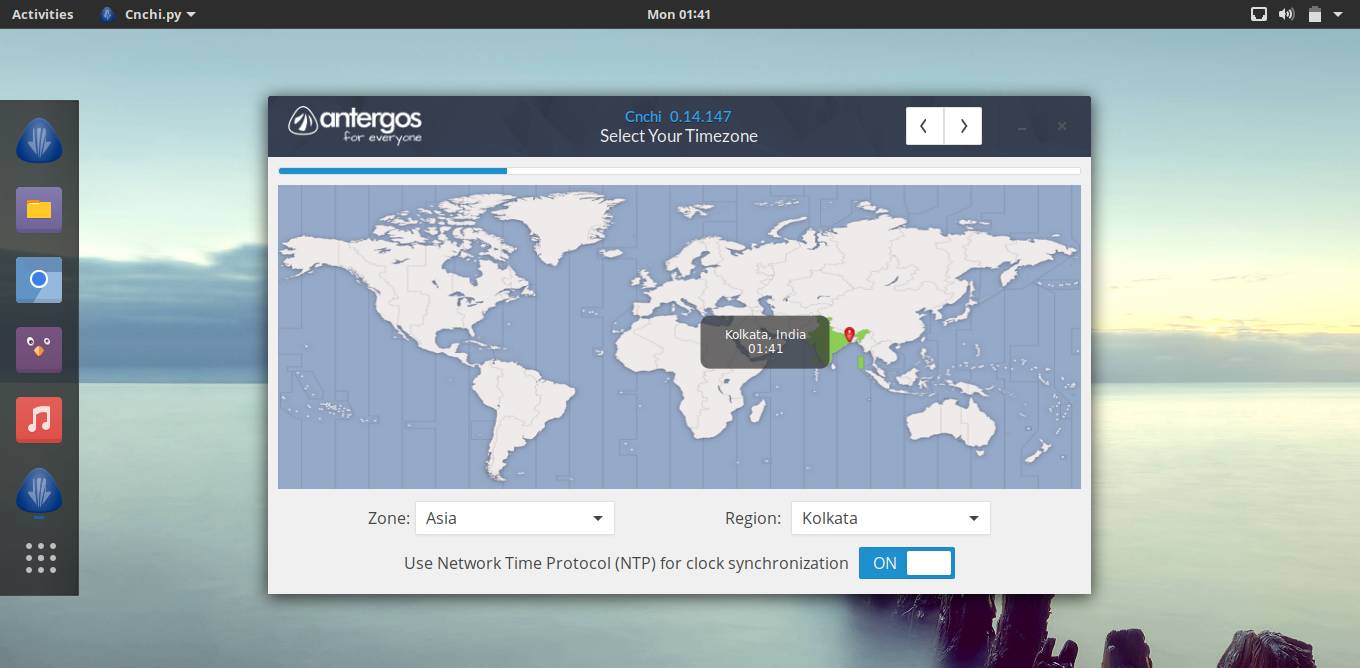 Activities
Cnchi.py
Mon 01:41
antergos
for everyone
Cnchi 0.14.147
Select Your Timezone
Kolkata, India
01:41
Zone: Asia
Region: Kolkata
Use Network Time Protocol (NTP) for clock synchronization ON